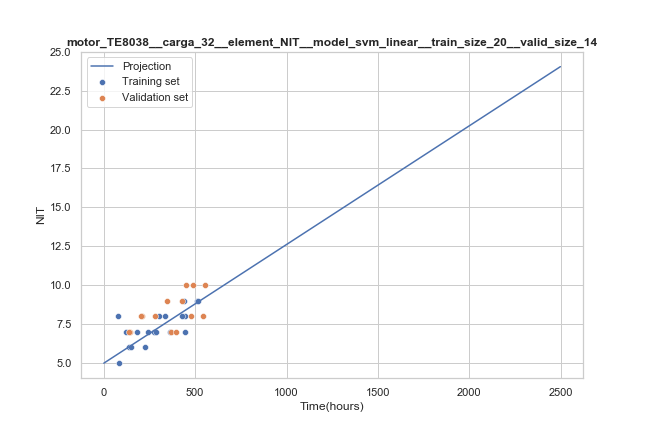 motor_TE8038__carga_32__element_NIT__model_svm_linear__train_size_20__valid_size_14
25.0
22.5
20.0
17.5
15.0
12.5
10.0
7.5
5.0
NIT
Projection
Training set
Validation set
0
500
1000
1500
2000
2500
Time(hours)